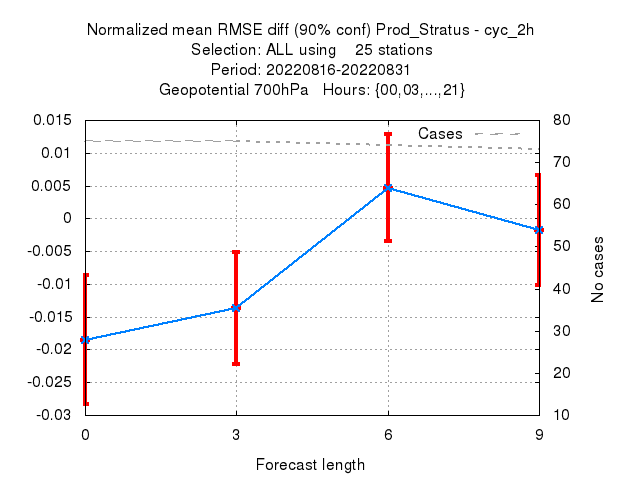 Normalized mean RMSE diff (90% conf) Prod_Stratus - cyc_2h
Selection: ALL using    25 stations
Period: 20220816-20220831
Geopotential 700hPa   Hours: {00,03,...,21}
Cases
0.015
0.01
0.005
0
-0.005
-0.01
-0.015
-0.02
-0.025
-0.03
80
70
60
50
40
30
20
10
No cases
0 3 6 9
Forecast length